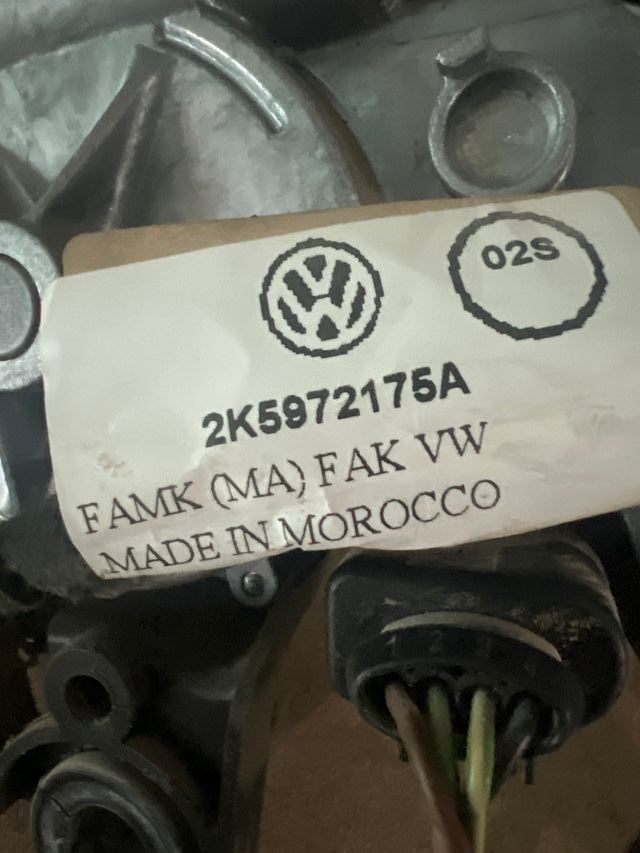 02S
2K5972175A
FAMK (MA) FAK VW
MADE IN MOROCCO